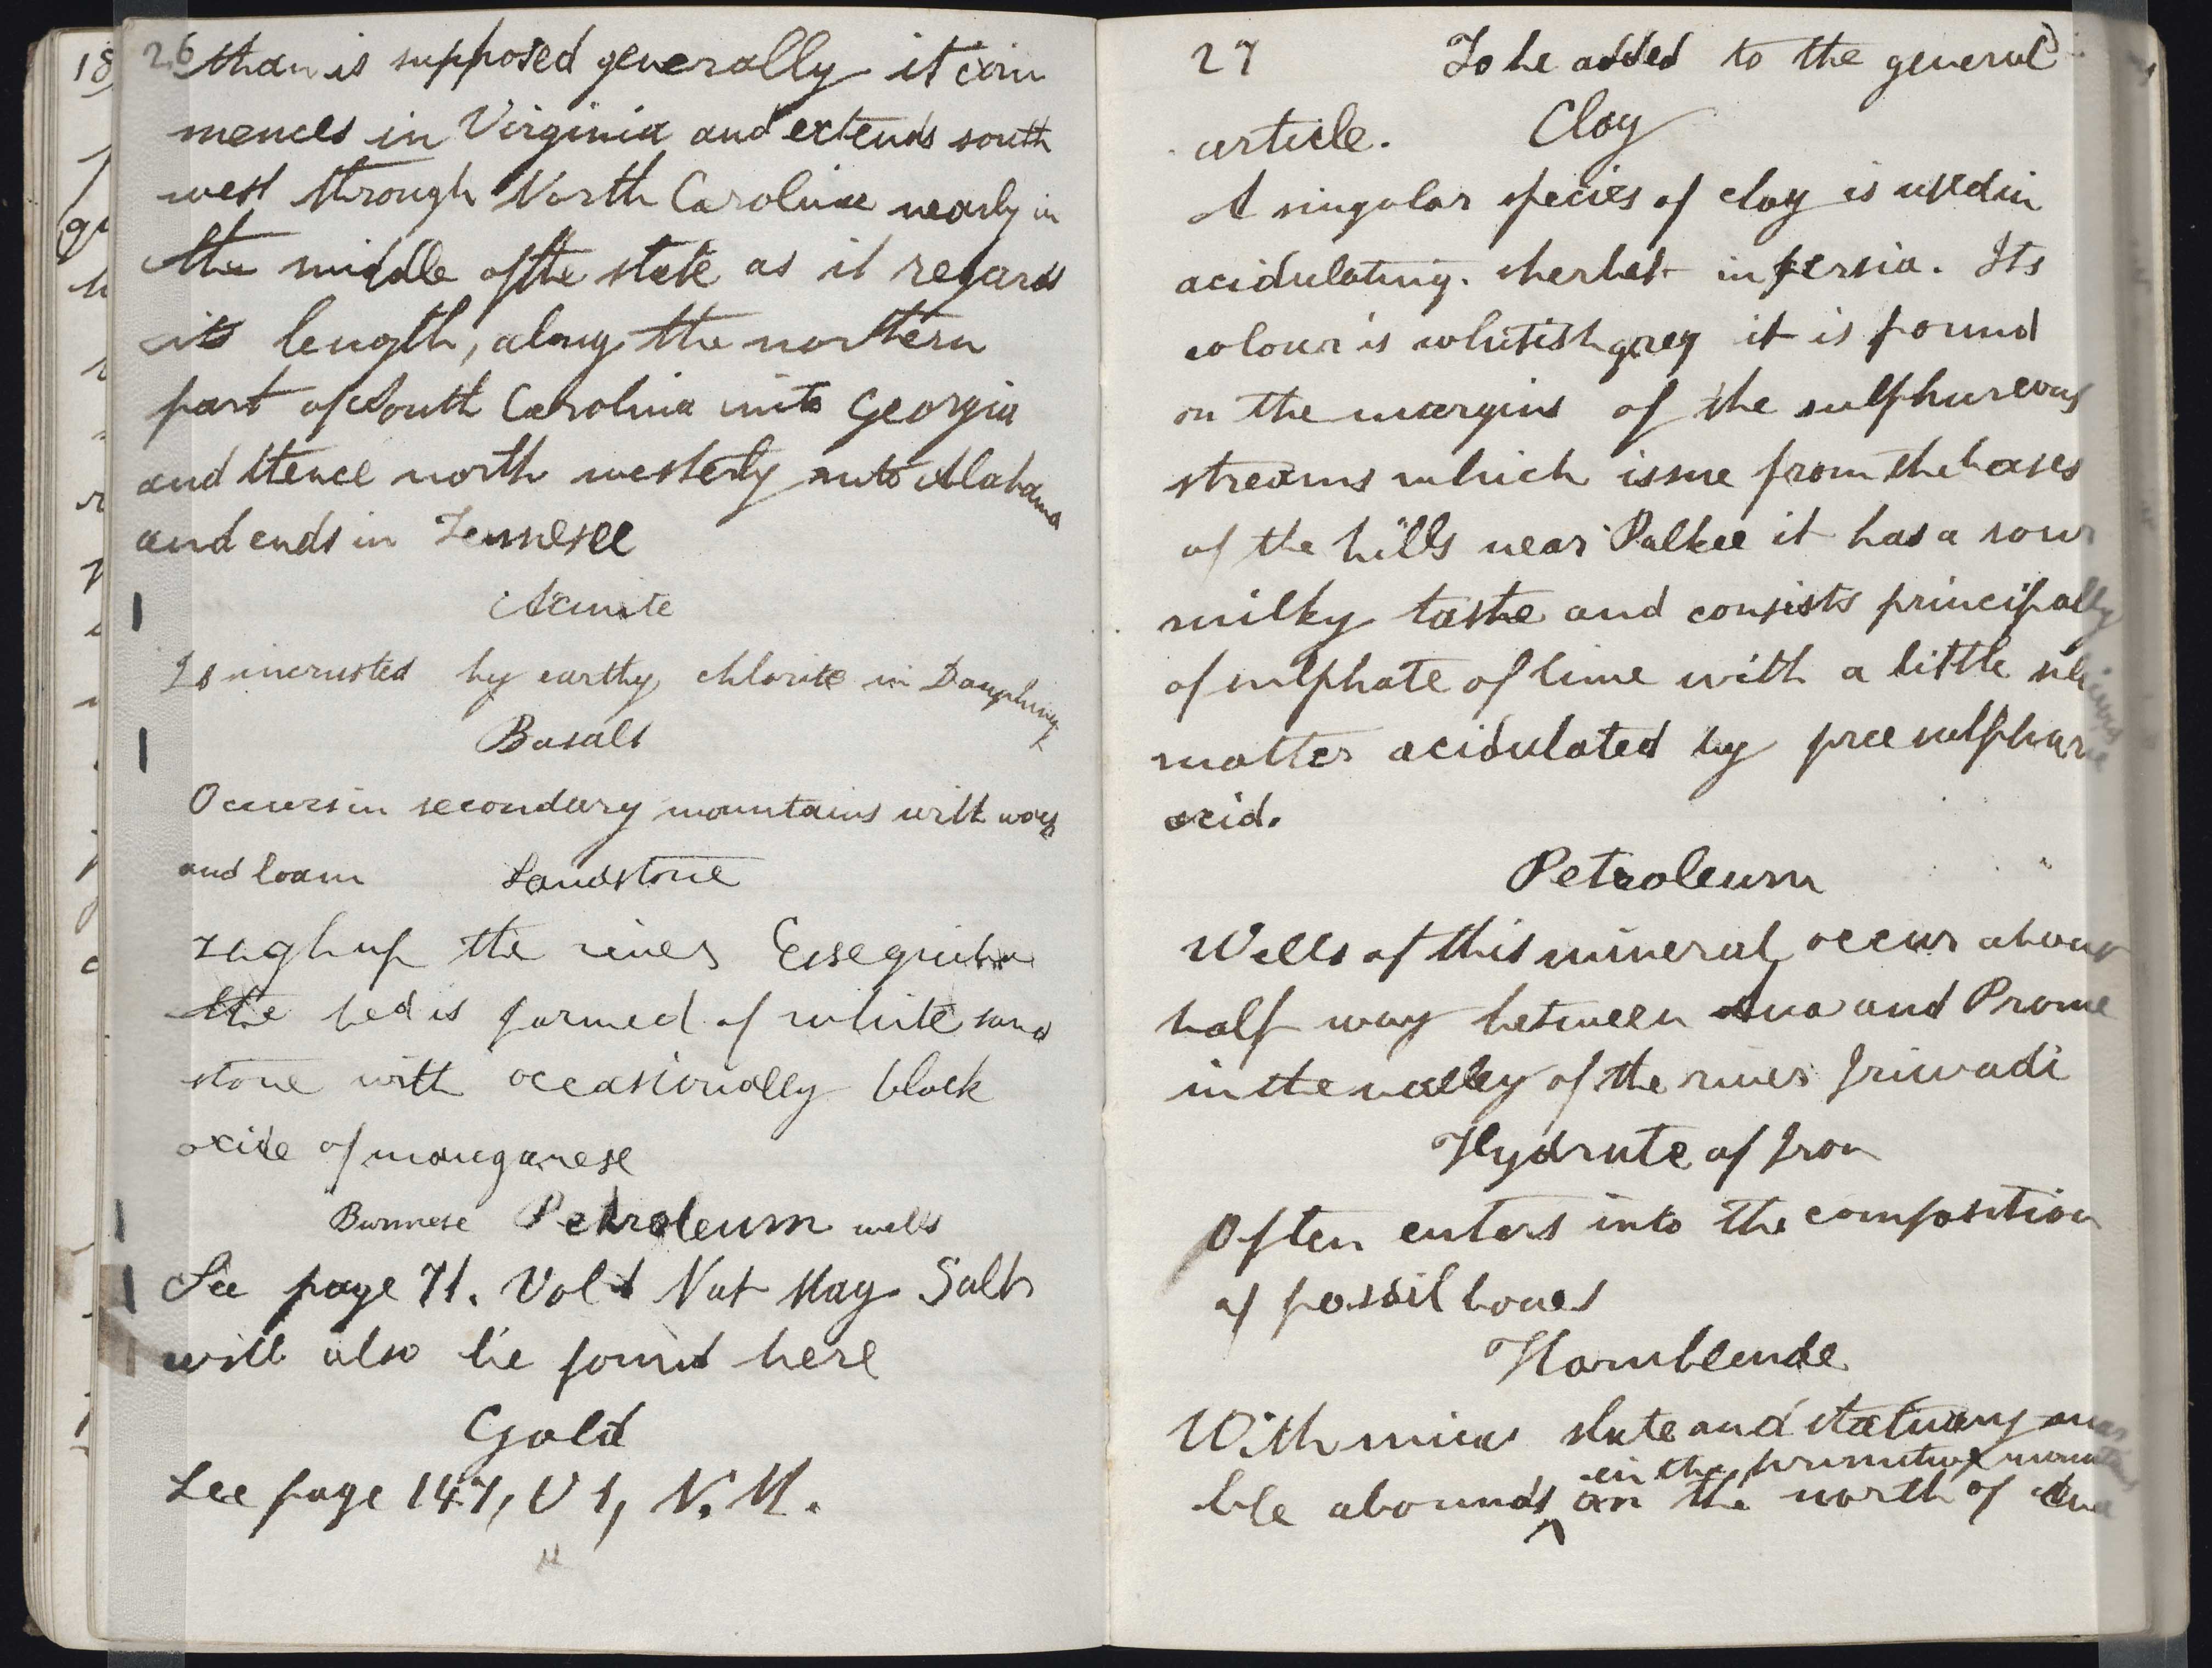 26 than is supposed generally it com
mences in Virginia and extends south
west through North Carolina nearly in
the middle of the state as it regards
its length, along the northern
part of South Carolina into Georgia
and thence north westerly into Alabama
and ends in Tennesee
Axinite
Is incrusted by earthy chlorite in Dauphiny
Basalt
Occurs in secondary mountains with
and loam Sandstone
high up the river Essequibo
the bed is formed of white sand
stone with occasionally black
oxide of manganese
Burmese Petroleum wells
See page 71. Vol 1 Nat Mag. Salt
will also be found here
Gold
See page 147, V 1, N. M.
27 To be added to the general
article. Clay
A singular species of clay is used in
acidulating. sherbet in persia. Its
colour is whitish grey it is found
on the margins of the sulphureous
streams which issue from the bases
of the hills near Dalkee it has a sour
milky taste and consists principally
of sulphate of lime with a little silicious
matter acidulated by free sulphuric
acid.
Petroleum
Wells of this mineral occur about
half way between Ava and Prome
in the valley of the river Iriwadi
Hydrate of Iron
Often enters into the composition
of fossil bones
Hornblende
With mica slate and statuary mar
in the primitive mountains
ble abounds ^ on the north of Ava